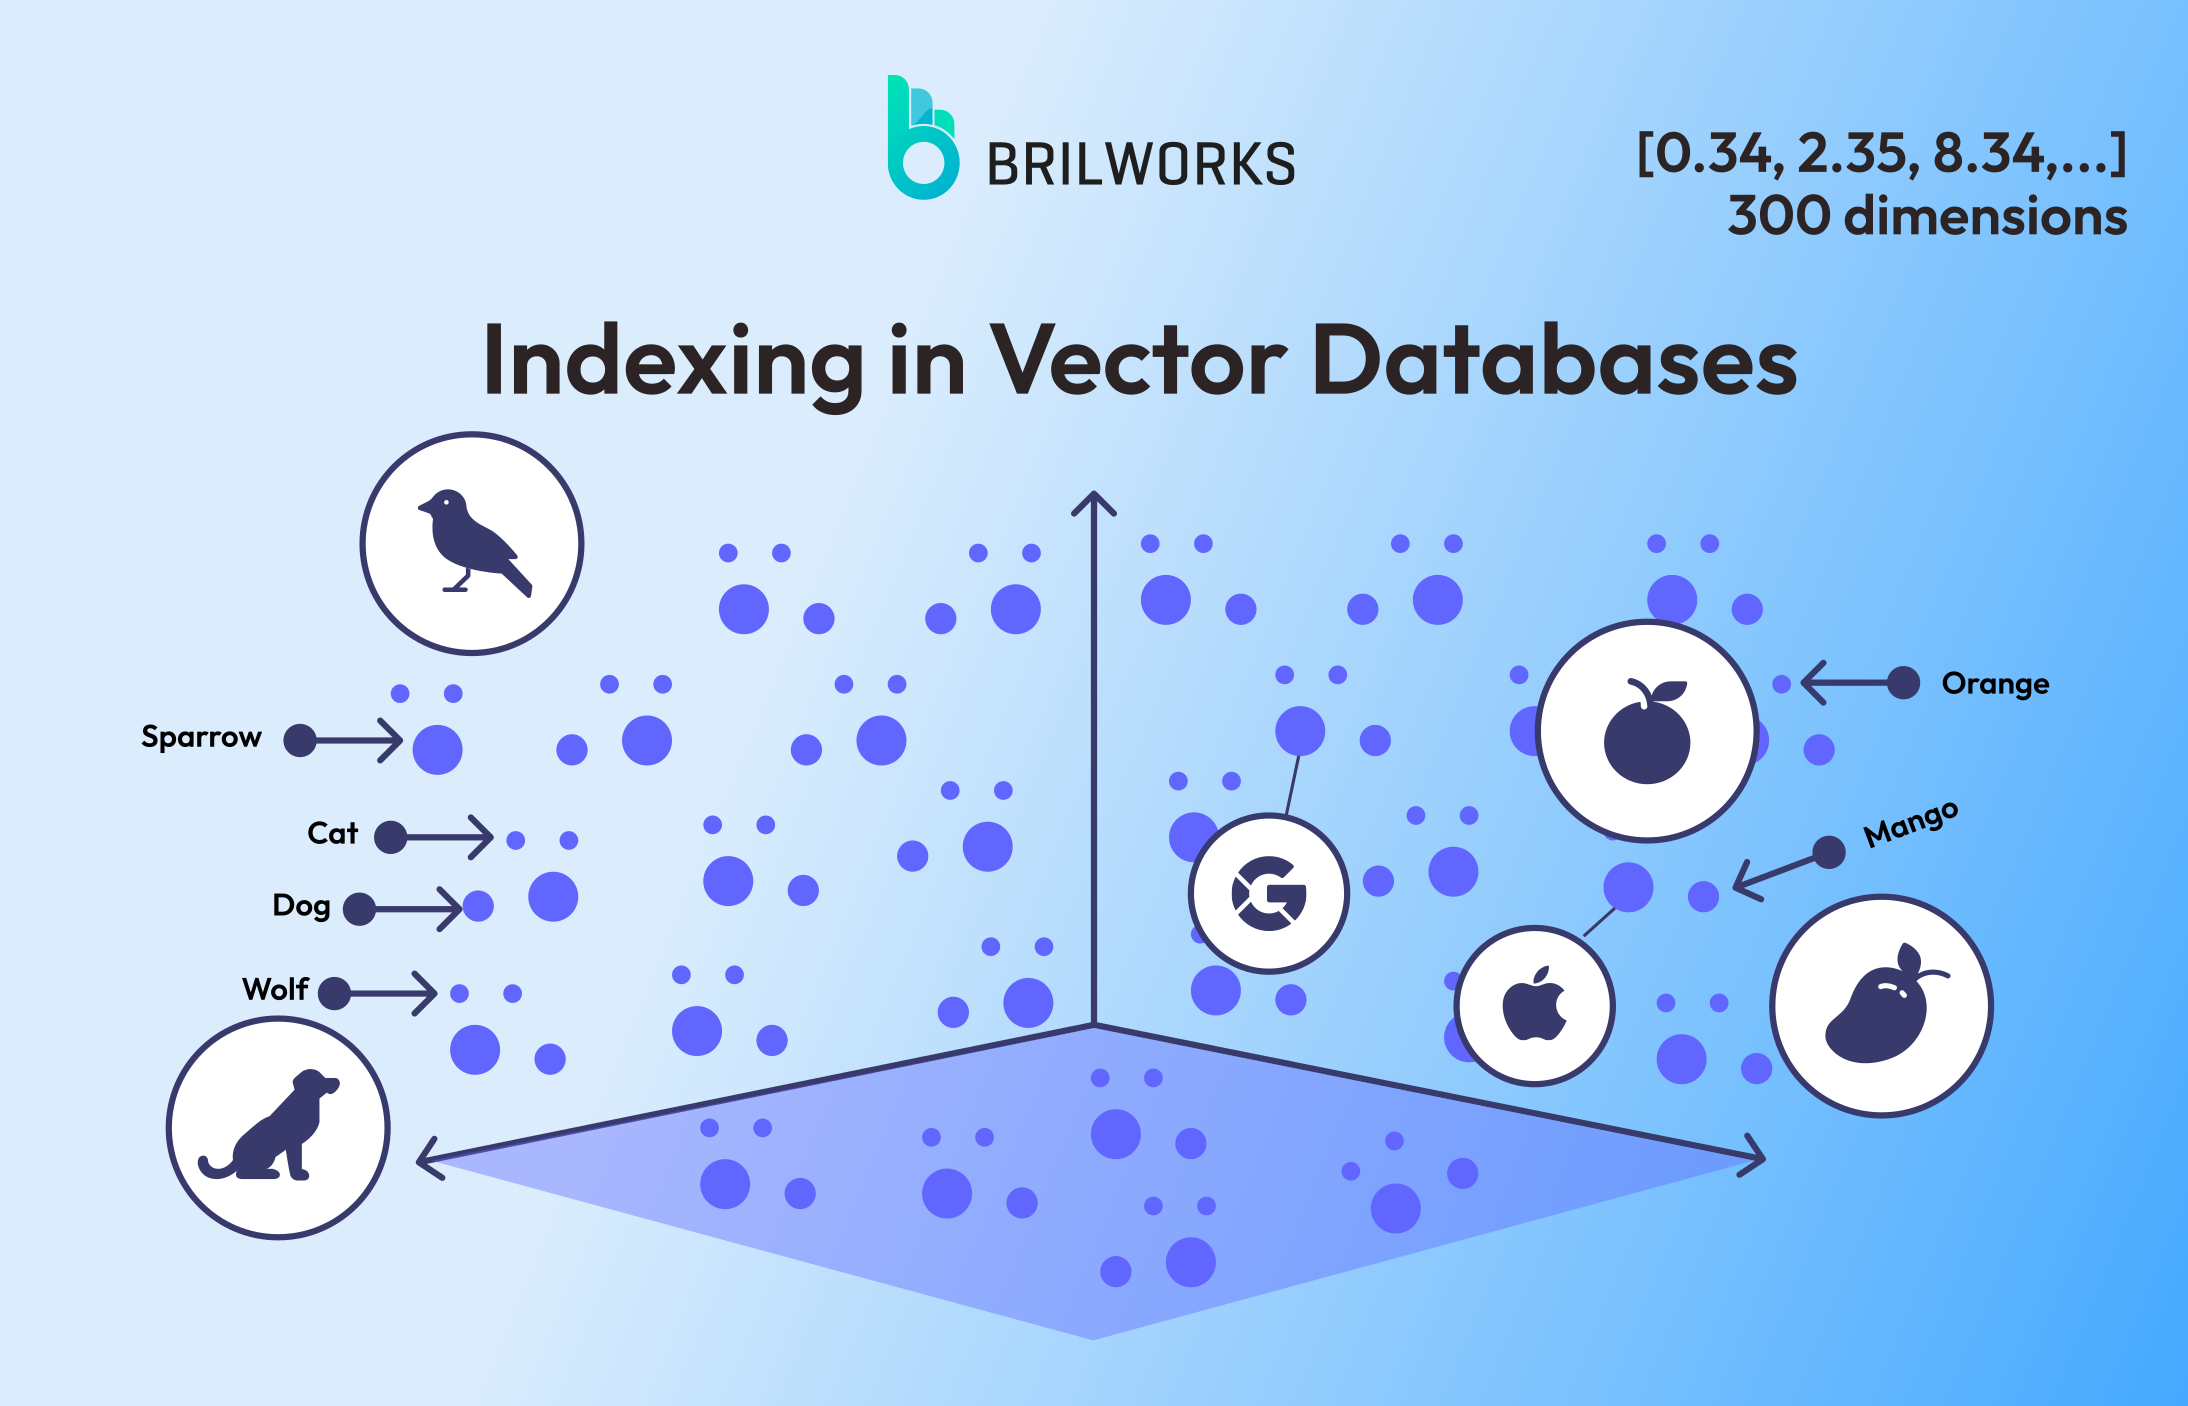 BRILWORKS
[0.34, 2.35, 8.34,...]
300 dimensions
Indexing in Vector Databases
Sparrow
Cat
Dog
Wolf
Orange
Mango
G